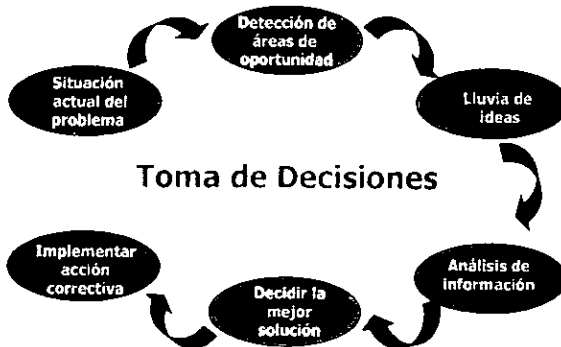 Detección de
áreas de
oportunidad
Situación
actual del
problema
Lluvia de
ideas
Toma de Decisiones
Implementar
acción
correctiva
Decidir la
mejor
solución
Análisis de
información